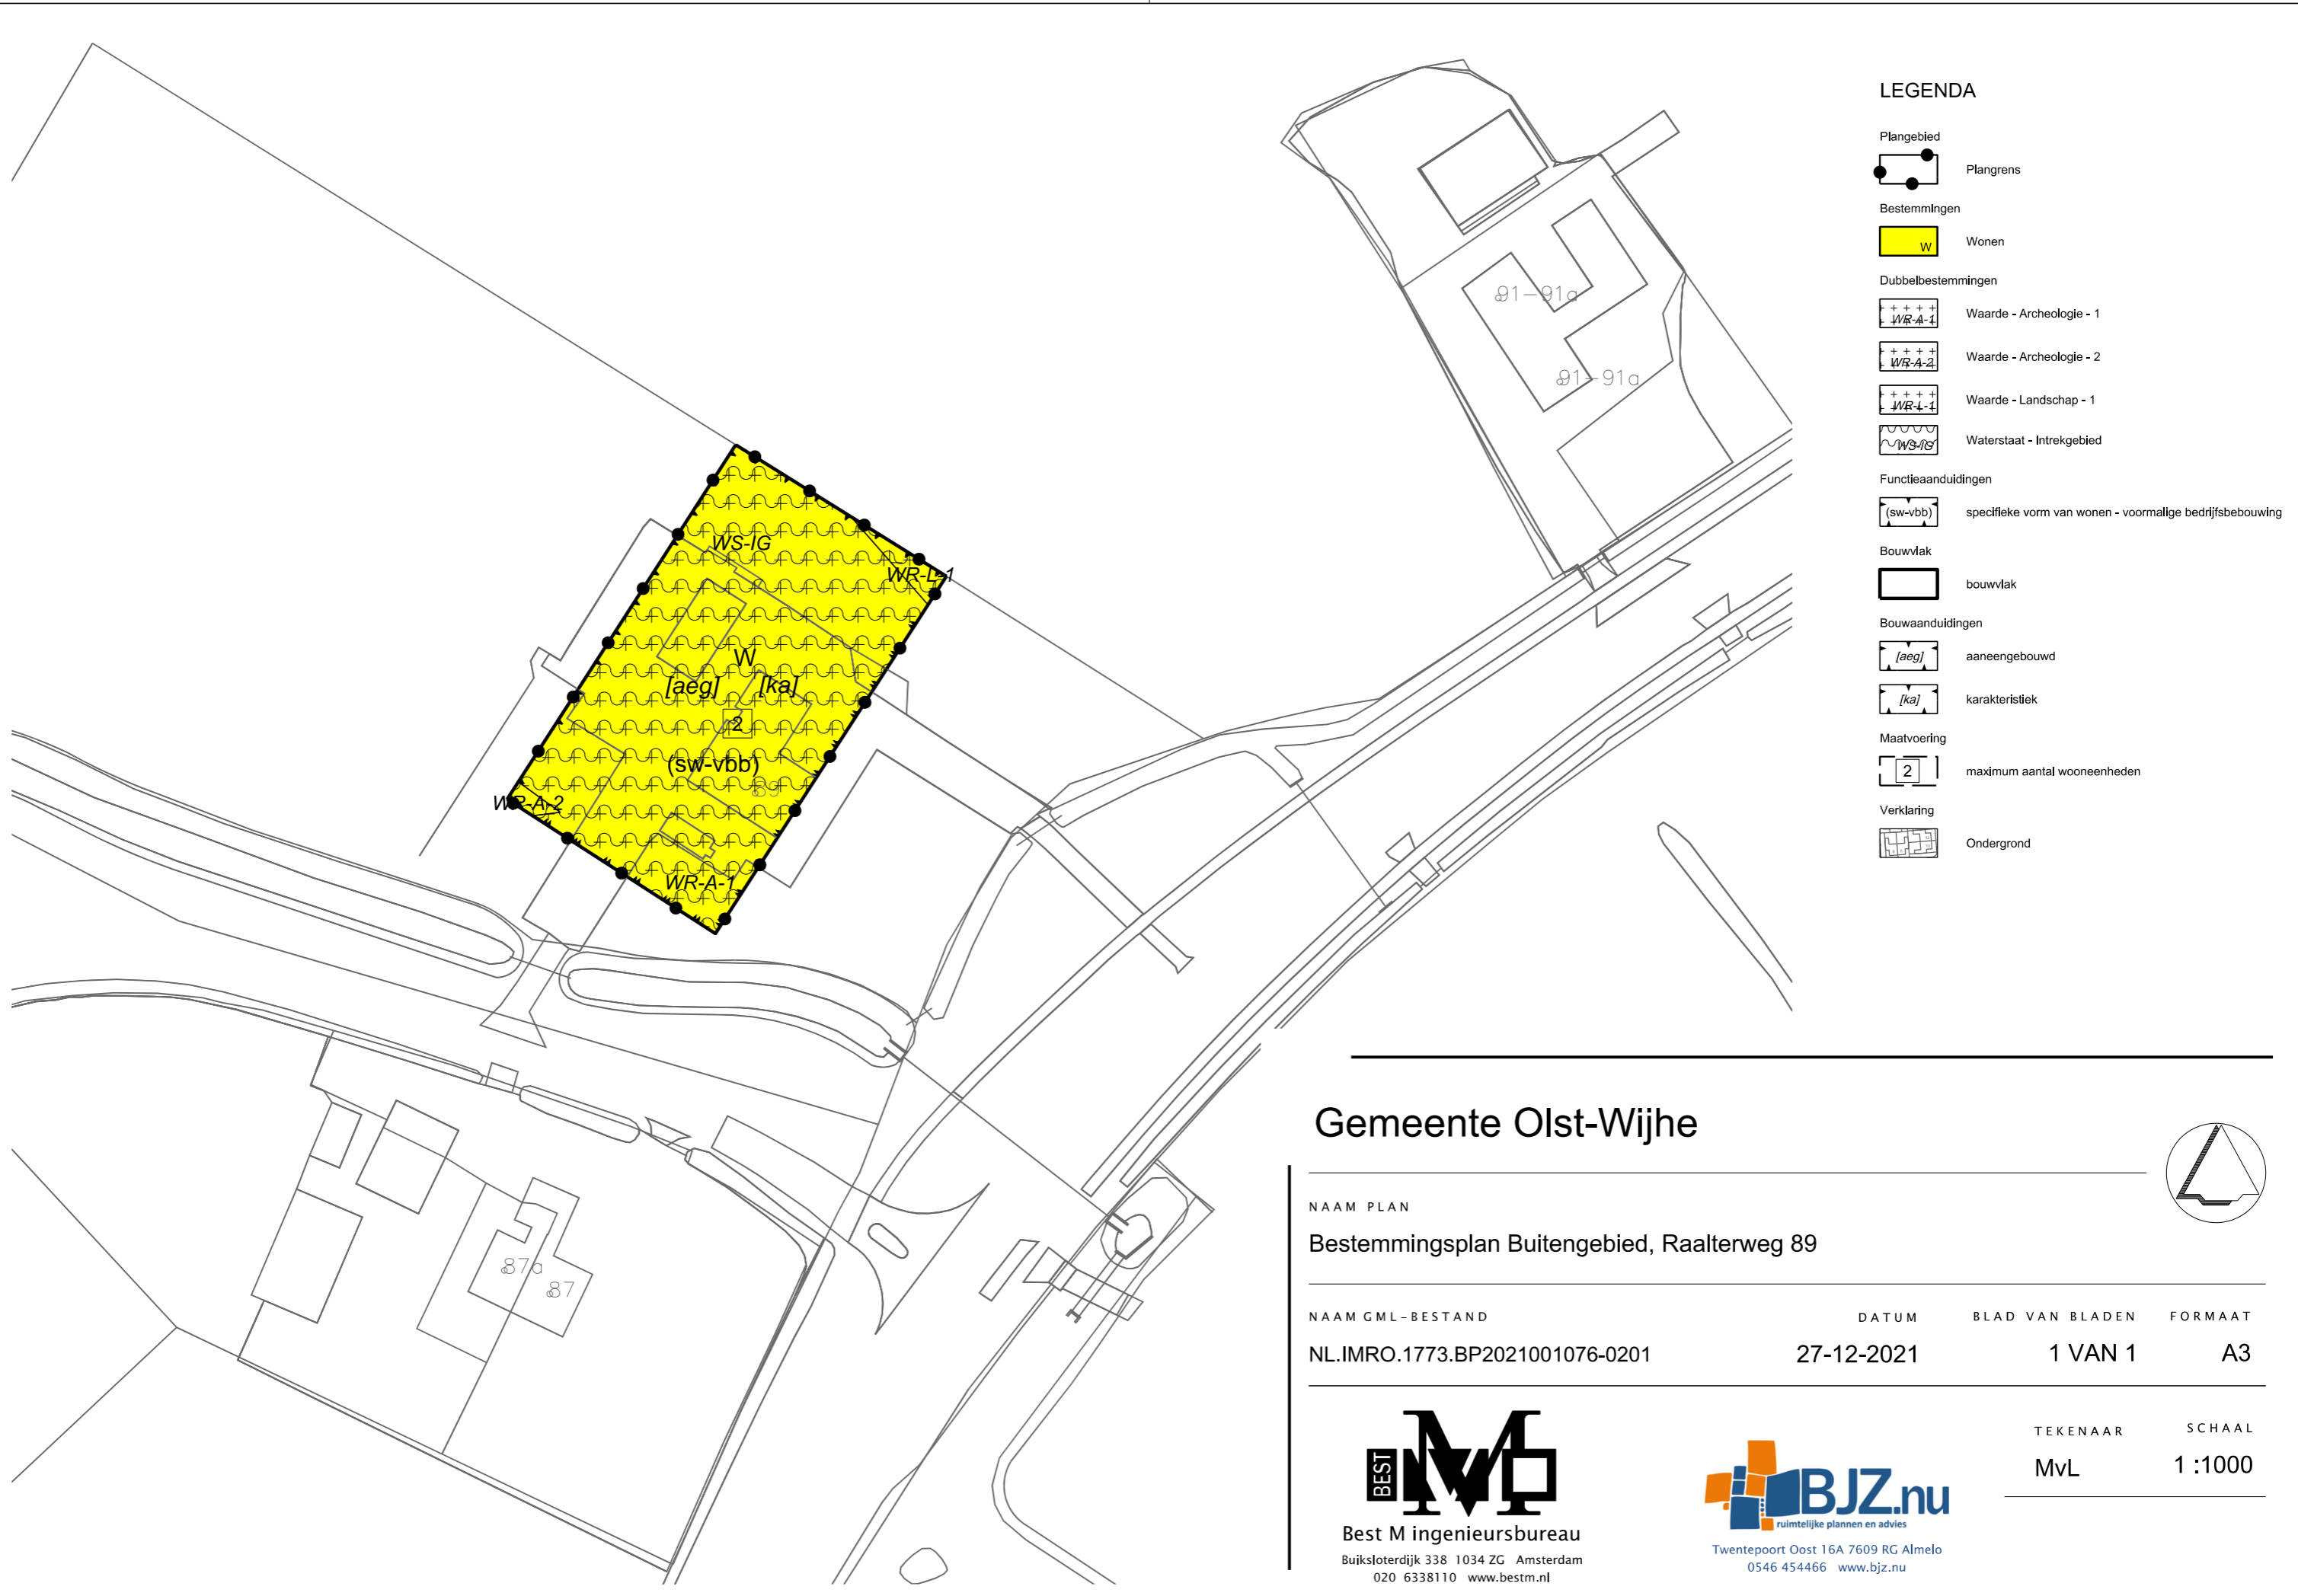 LEGENDA
Plangebied
Plangrens
Bestemmingen
W
Wonen
Dubbelbestemmingen
WR-A-1
Waarde - Archeologie - 1
WR-A-2
Waarde - Archeologie - 2
WR-L-1
Waarde - Landschap - 1
WS-IG
Waterstaat - Intrekgebied
Functieaanduidingen
(sw-vbb)
specifieke vorm van wonen - voormalige bedrijfsbebouwing
Bouwvlak
bouwvlak
Bouwaanduidingen
[aeg]
aaneengebouwd
[ka]
karakteristiek
Maatvoering
2
maximum aantal wooneenheden
Verklaring
Ondergrond
91-91a
91-91a
WS-IG
WR-L-1
W
[aeg]
[ka]
2
(sw-vbb)
89
WR-A-2
WR-A-1
87a
87
Gemeente Olst-Wijhe
NAAM PLAN
Bestemmingsplan Buitengebied, Raalterweg 89
NAAM GML-BESTAND
DATUM
BLAD VAN BLADEN
FORMAAT
NL.IMRO.1773.BP2021001076-0201
27-12-2021
1 VAN 1
A3
TEKENAAR
SCHAAL
MvL
1 :1000
BEST
M
Best M ingenieursbureau
Buiksloterdijk 338 1034 ZG Amsterdam
020 6338110 www.bestm.nl
BJZ.nu
ruimtelijke plannen en advies
Twentepoort Oost 16A 7609 RG Almelo
0546 454466 www.bjz.nu